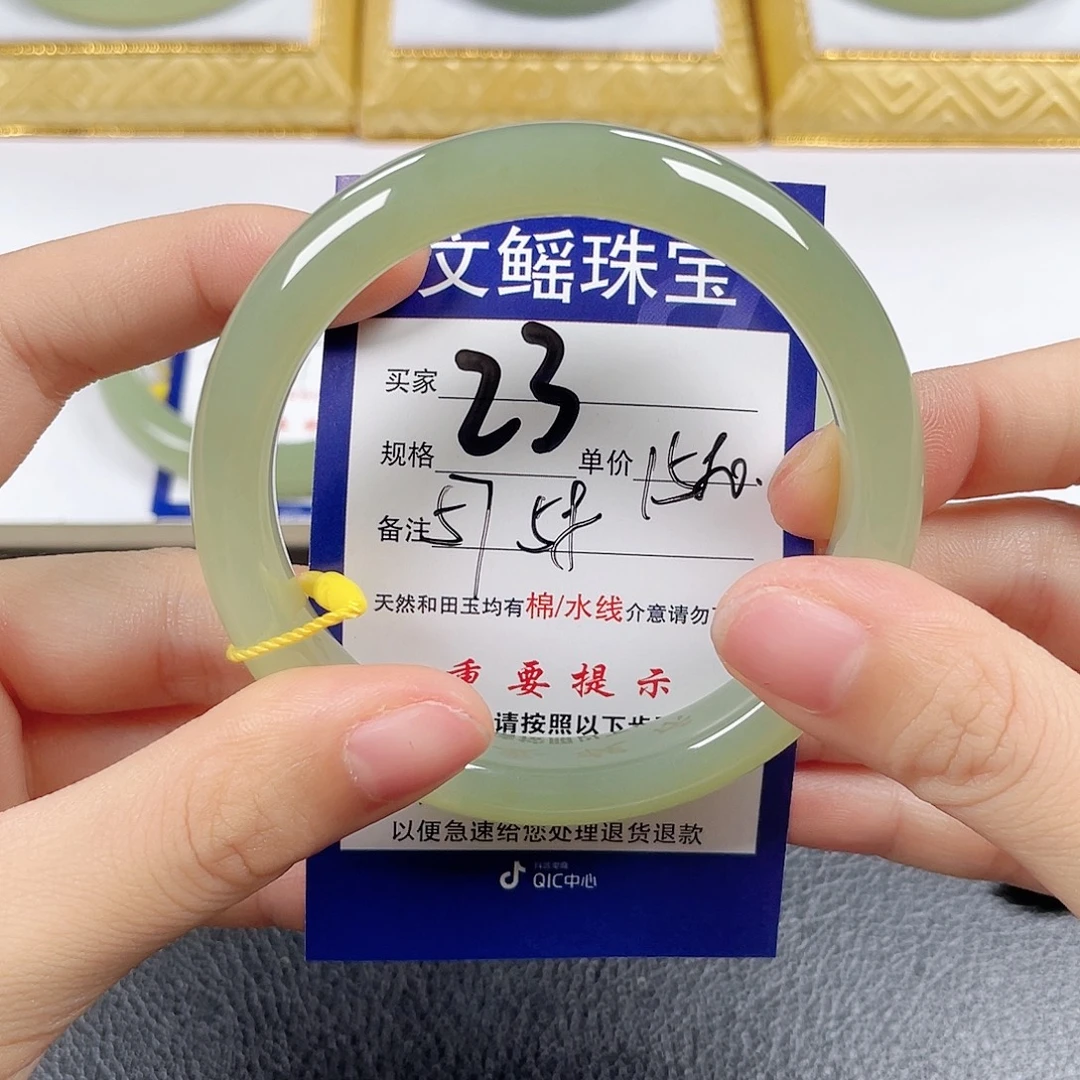 文鳐珠宝
买家 23
规格 单价
备注 57
天然和田玉均有棉/水线介意请勿
重要提示
请按照以下步
以便急速给您处理退货退款
QIC中心